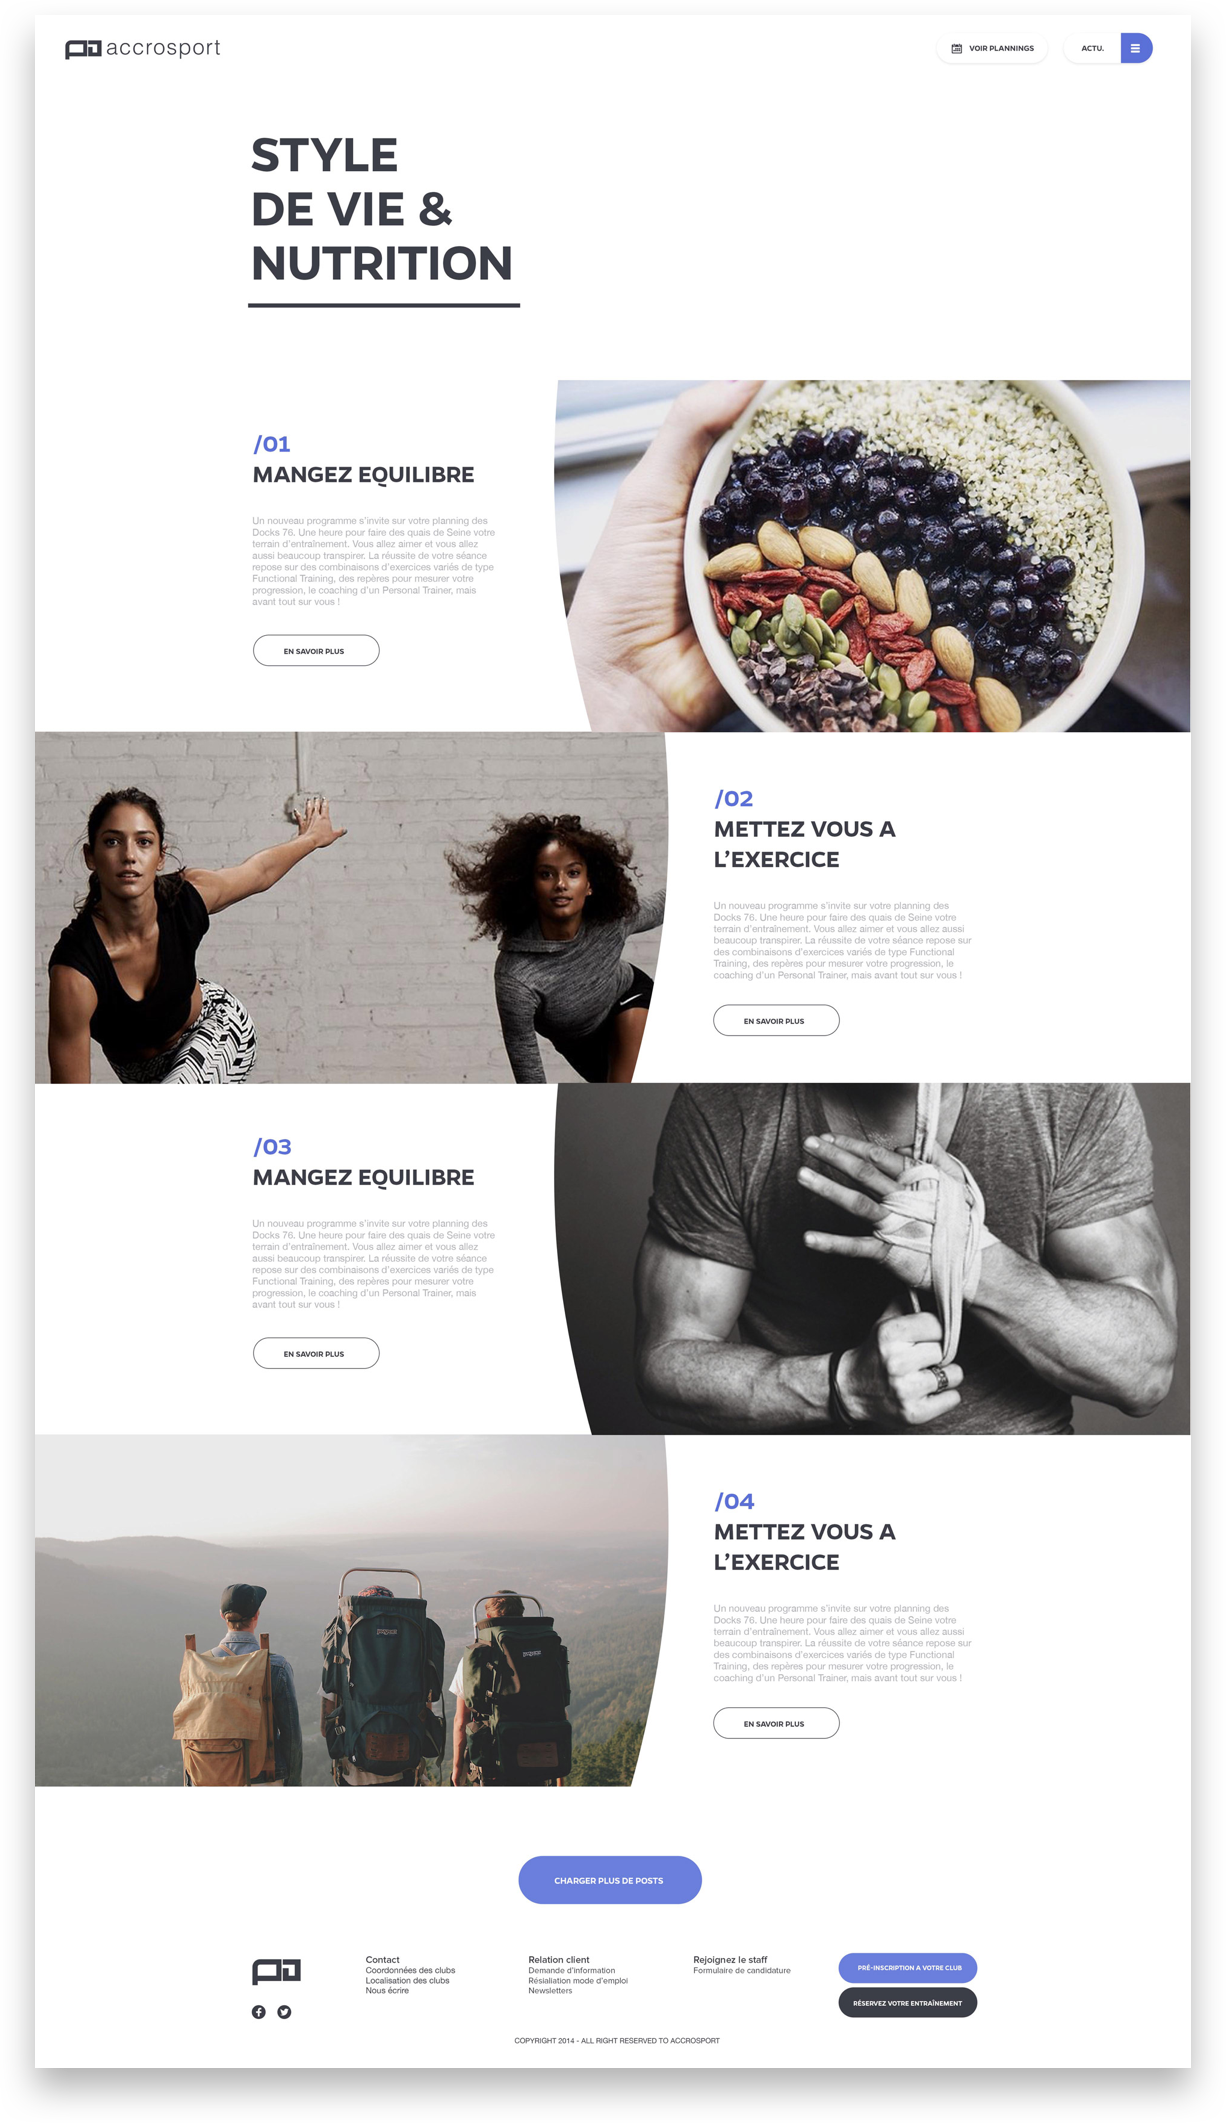 accrosport
VOIR PLANNINGS
ACTU.
STYLE
DE VIE &
NUTRITION
/01
MANGEZ EQUILIBRE
Un nouveau programme s'invite sur votre planning des
Docks 76. Une heure pour faire des quais de Seine votre
terrain d'entraînement. Vous allez aimer et vous allez
aussi beaucoup transpirer. La réussite de votre séance
repose sur des combinaisons d'exercices variés de type
Functional Training, des repères pour mesurer votre
progression, le coaching d'un Personal Trainer, mais
avant tout sur vous !
EN SAVOIR PLUS
/02
METTEZ VOUS A
L'EXERCICE
Un nouveau programme s'invite sur votre planning des
Docks 76. Une heure pour faire des quais de Seine votre
terrain d'entraînement. Vous allez aimer et vous allez aussi
beaucoup transpirer. La réussite de votre séance repose sur
des combinaisons d'exercices variés de type Functional
Training, des repères pour mesurer votre progression, le
coaching d'un Personal Trainer, mais avant tout sur vous !
EN SAVOIR PLUS
/03
MANGEZ EQUILIBRE
Un nouveau programme s'invite sur votre planning des
Docks 76. Une heure pour faire des quais de Seine votre
terrain d'entraînement. Vous allez aimer et vous allez
aussi beaucoup transpirer. La réussite de votre séance
repose sur des combinaisons d'exercices variés de type
Functional Training, des repères pour mesurer votre
progression, le coaching d'un Personal Trainer, mais
avant tout sur vous !
EN SAVOIR PLUS
/04
METTEZ VOUS A
L'EXERCICE
Un nouveau programme s'invite sur votre planning des
Docks 76. Une heure pour faire des quais de Seine votre
terrain d'entraînement. Vous allez aimer et vous allez aussi
beaucoup transpirer. La réussite de votre séance repose sur
des combinaisons d'exercices variés de type Functional
Training, des repères pour mesurer votre progression, le
coaching d'un Personal Trainer, mais avant tout sur vous !
EN SAVOIR PLUS
CHARGER PLUS DE POSTS
Contact
Coordonnées des clubs
Localisation des clubs
Nous écrire
Relation client
Demande d'information
Résialiation mode d'emploi
Newsletters
Rejoignez le staff
Formulaire de candidature
PRÉ-INSCRIPTION A VOTRE CLUB
RÉSERVEZ VOTRE ENTRAÎNEMENT
COPYRIGHT 2014 - ALL RIGHT RESERVED TO ACCROSPORT